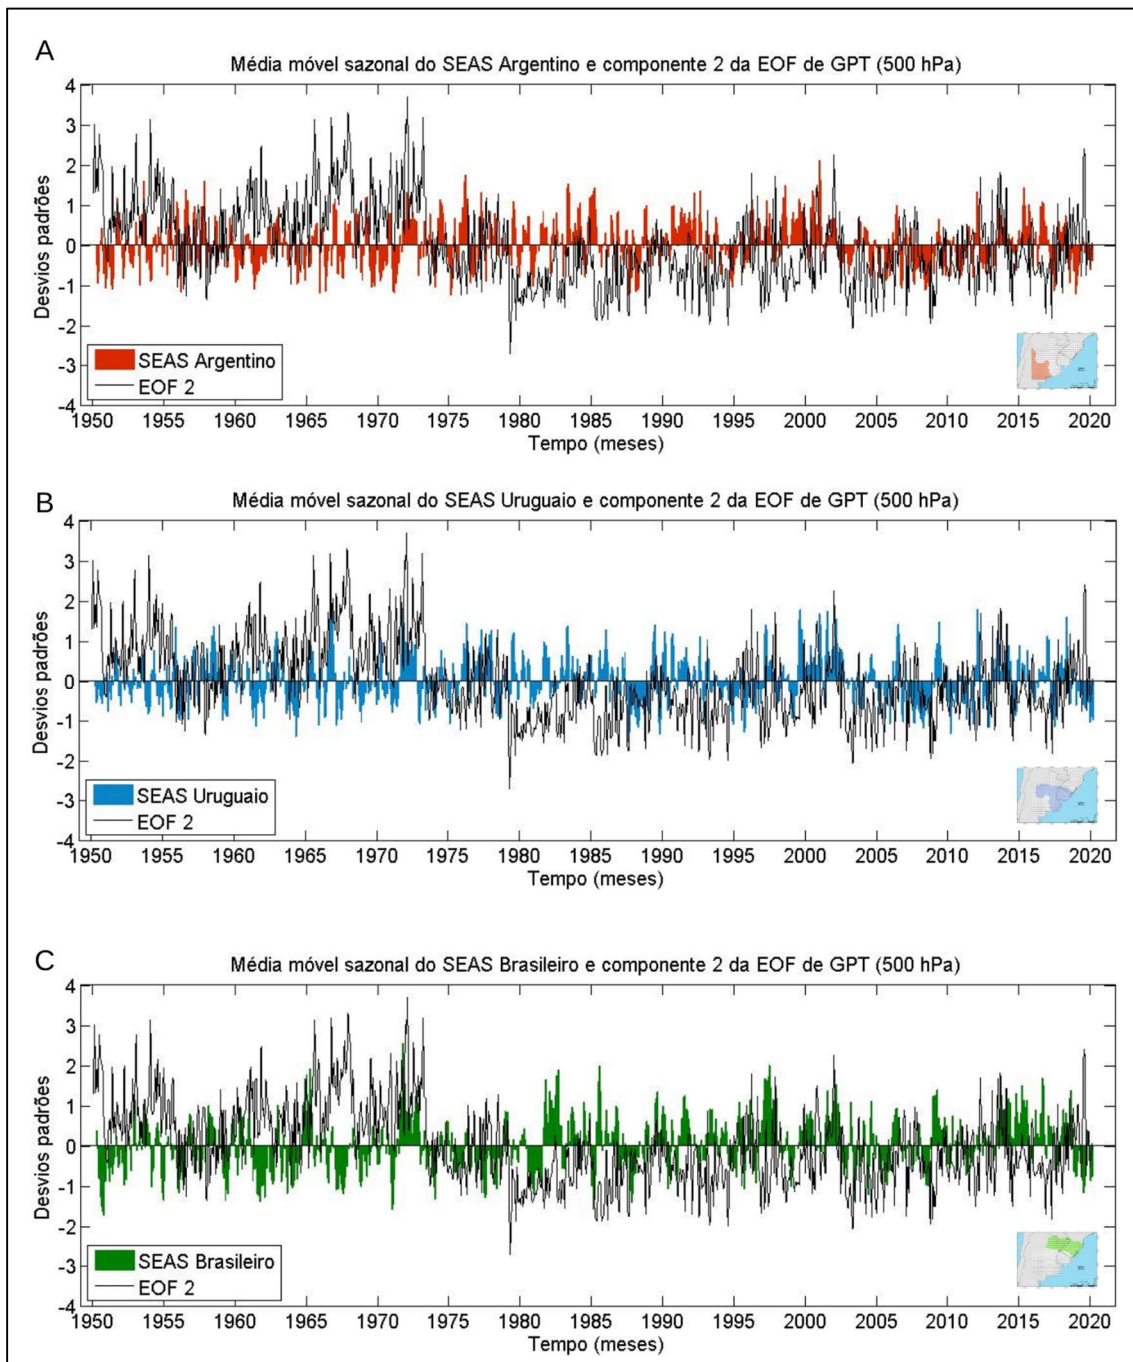 A
Média móvel sazonal do SEAS Argentino e componente 2 da EOF de GPT (500 hPa)
Desvios padrões
4
3
2
1
0
-1
-2
-3
-4
SEAS Argentino
EOF 2
1950 1955 1960 1965 1970 1975 1980 1985 1990 1995 2000 2005 2010 2015 2020
Tempo (meses)
B
Média móvel sazonal do SEAS Uruguaio e componente 2 da EOF de GPT (500 hPa)
Desvios padrões
4
3
2
1
0
-1
-2
-3
-4
SEAS Uruguaio
EOF 2
1950 1955 1960 1965 1970 1975 1980 1985 1990 1995 2000 2005 2010 2015 2020
Tempo (meses)
C
Média móvel sazonal do SEAS Brasileiro e componente 2 da EOF de GPT (500 hPa)
Desvios padrões
4
3
2
1
0
-1
-2
-3
-4
SEAS Brasileiro
EOF 2
1950 1955 1960 1965 1970 1975 1980 1985 1990 1995 2000 2005 2010 2015 2020
Tempo (meses)